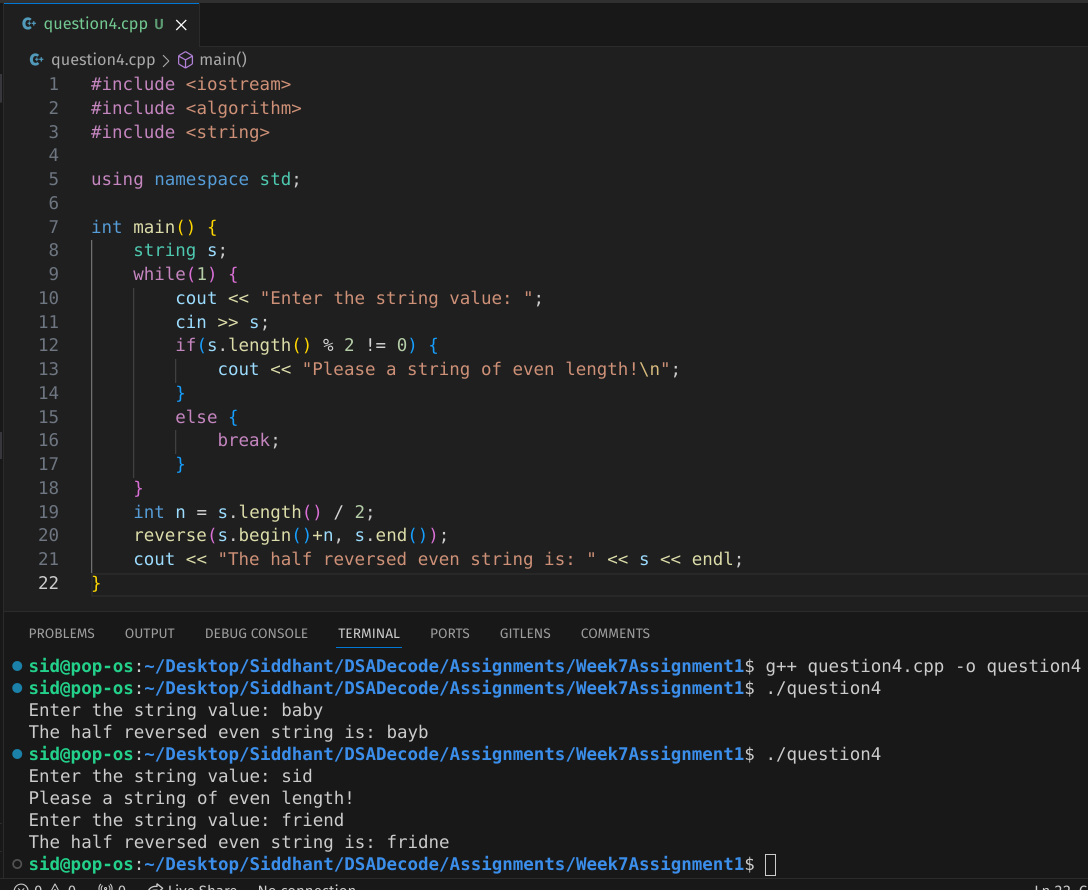 question4.cpp U ×
question4.cpp > main()
1 #include <iostream>
2 #include <algorithm>
3 #include <string>
4
5 using namespace std;
6
7 int main() {
8     string s;
9     while(1) {
10         cout << "Enter the string value: ";
11         cin >> s;
12         if(s.length() % 2 != 0) {
13             cout << "Please a string of even length!\n";
14         }
15         else {
16             break;
17         }
18     }
19     int n = s.length() / 2;
20     reverse(s.begin()+n, s.end());
21     cout << "The half reversed even string is: " << s << endl;
22 }
PROBLEMS OUTPUT DEBUG CONSOLE TERMINAL PORTS GITLENS COMMENTS
sid@pop-os:~/Desktop/Siddhant/DSADecode/Assignments/Week7Assignment1$ g++ question4.cpp -o question4
sid@pop-os:~/Desktop/Siddhant/DSADecode/Assignments/Week7Assignment1$ ./question4
Enter the string value: baby
The half reversed even string is: bayb
sid@pop-os:~/Desktop/Siddhant/DSADecode/Assignments/Week7Assignment1$ ./question4
Enter the string value: sid
Please a string of even length!
Enter the string value: friend
The half reversed even string is: fridne
sid@pop-os:~/Desktop/Siddhant/DSADecode/Assignments/Week7Assignment1$
0 0 0 Live Share No connection Ln 22